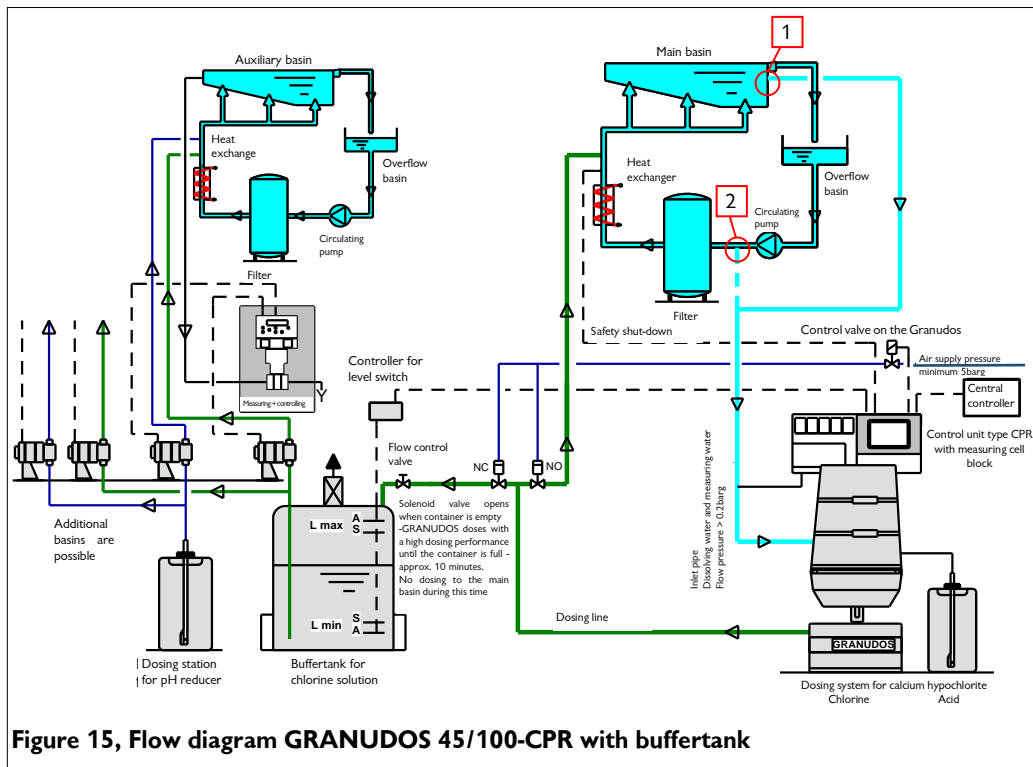 1
Auxiliary basin
Main basin
Heat
exchange
Overflow
basin
Heat
exchanger
Overflow
basin
2
Circulating
pump
Circulating
pump
Filter
Filter
Safety shut-down
Control valve on the Granudos
Air supply pressure
minimum 5barg
Central
controller
Controller for
level switch
Measuring + controlling
Y
Control unit type CPR
with measuring cell
block
Flow control
valve
NC
NO
Solenoid valve opens
when container is empty
-GRANUDOS doses with
a high dosing performance
until the container is full -
approx. 10 minutes.
No dosing to the main
basin during this time
L max
A
S
Additional
basins are
possible
Inlet pipe
Dissolving water and measuring water
Flow pressure > 0.2barg
L min
S
A
Dosing line
GRANUDOS
Dosing station
for pH reducer
Buffertank for
chlorine solution
Dosing system for calcium hypochlorite
Chlorine
Acid
Figure 15, Flow diagram GRANUDOS 45/100-CPR with buffertank